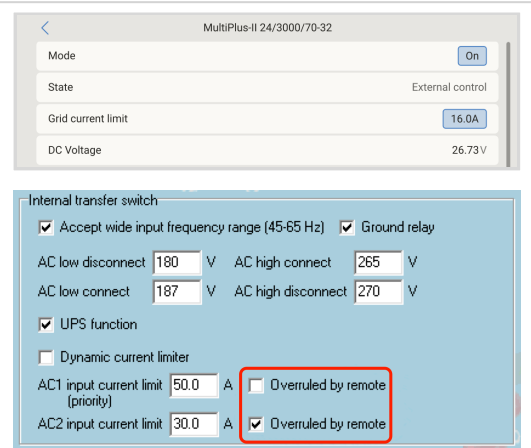 MultiPlus-II 24/3000/70-32
Mode On
State External control
Grid current limit 16.0A
DC Voltage 26.73V
Internal transfer switch
Accept wide input frequency range (45-65 Hz) Ground relay
AC low disconnect 180 V AC high connect 265 V
AC low connect 187 V AC high disconnect 270 V
UPS function
Dynamic current limiter
AC1 input current limit 50.0 A Overruled by remote
(priority)
AC2 input current limit 30.0 A Overruled by remote